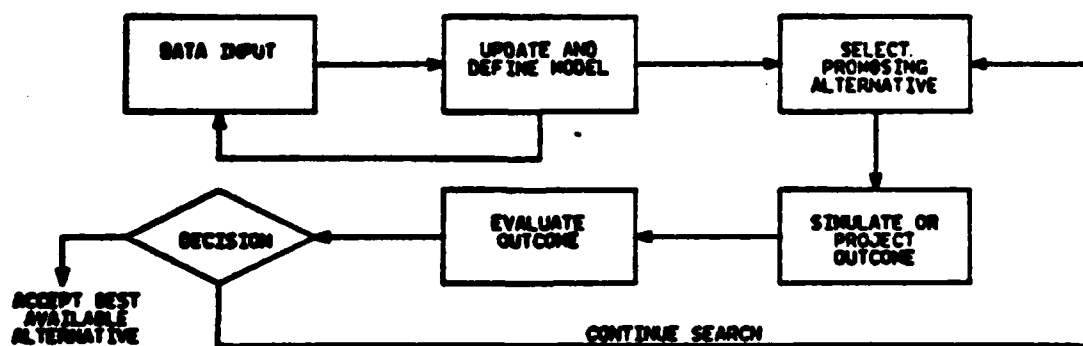 DATA INPUT
UPDATE AND
DEFINE MODEL
SELECT
PROMOSING
ALTERNATIVE
DECISION
EVALUATE
OUTCOME
SIMULATE OR
PROJECT
OUTCOME
ACCEPT BEST
AVAILABLE
ALTERNATIVE
CONTINUE SEARCH